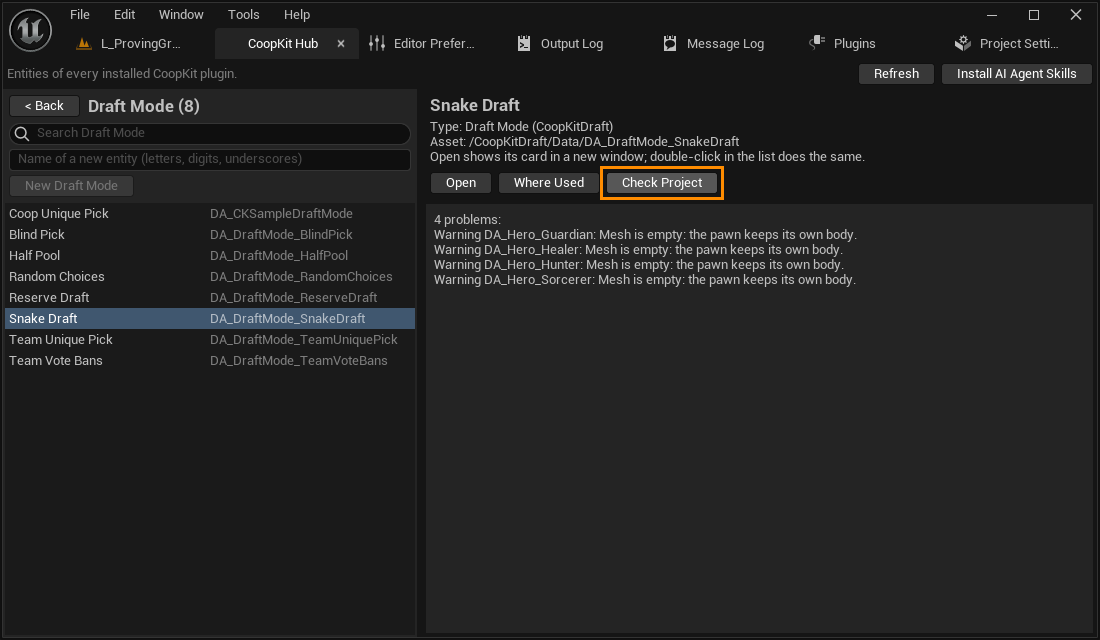 File Edit Window Tools Help
L_ProvingGr... CoopKit Hub Editor Prefer... Output Log Message Log Plugins Project Setti...
Entities of every installed CoopKit plugin. Refresh Install AI Agent Skills
< Back Draft Mode (8)
Search Draft Mode
Name of a new entity (letters, digits, underscores)
New Draft Mode
Coop Unique Pick DA_CKSampleDraftMode
Blind Pick DA_DraftMode_BlindPick
Half Pool DA_DraftMode_HalfPool
Random Choices DA_DraftMode_RandomChoices
Reserve Draft DA_DraftMode_ReserveDraft
Snake Draft DA_DraftMode_SnakeDraft
Team Unique Pick DA_DraftMode_TeamUniquePick
Team Vote Bans DA_DraftMode_TeamVoteBans
Snake Draft
Type: Draft Mode (CoopKitDraft)
Asset: /CoopKitDraft/Data/DA_DraftMode_SnakeDraft
Open shows its card in a new window; double-click in the list does the same.
Open Where Used Check Project
4 problems:
Warning DA_Hero_Guardian: Mesh is empty: the pawn keeps its own body.
Warning DA_Hero_Healer: Mesh is empty: the pawn keeps its own body.
Warning DA_Hero_Hunter: Mesh is empty: the pawn keeps its own body.
Warning DA_Hero_Sorcerer: Mesh is empty: the pawn keeps its own body.